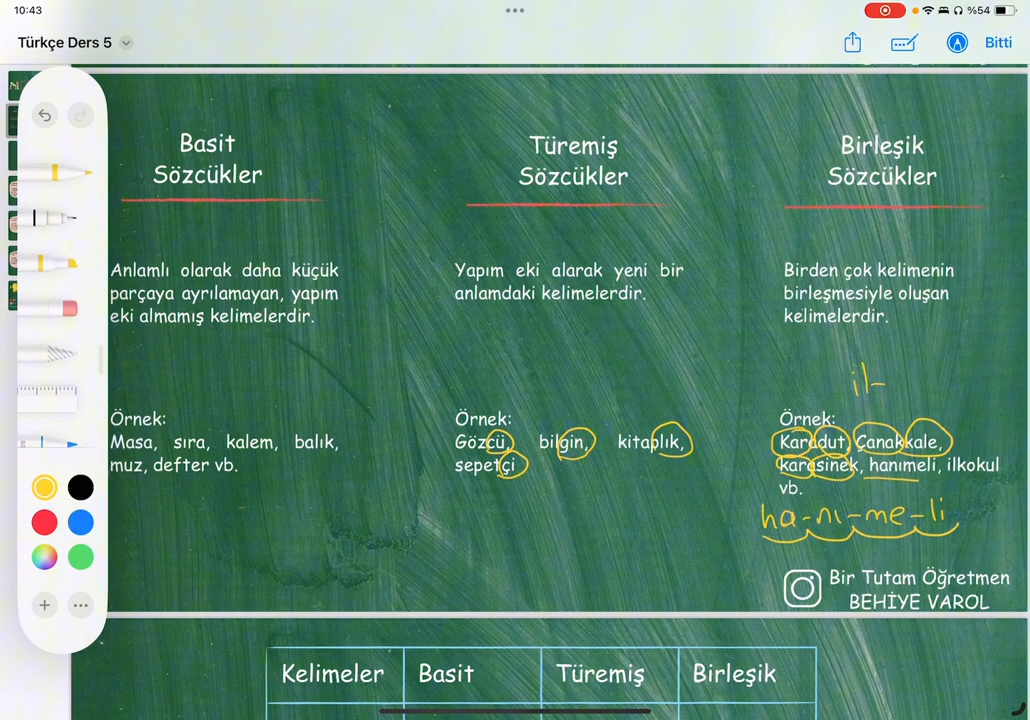 10:43
%54
Türkçe Ders 5
Bitti
Basit
Sözcükler
Anlamlı olarak daha küçük
parçaya ayrılamayan, yapım
eki almamış kelimelerdir.
Örnek:
Masa, sıra, kalem, balık,
muz, defter vb.
Türemiş
Sözcükler
Yapım eki alarak yeni bir
anlamdaki kelimelerdir.
Örnek:
Gözcü, bilgin, kitaplık,
sepetçi
Birleşik
Sözcükler
Birden çok kelimenin
birleşmesiyle oluşan
kelimelerdir.
il-
Örnek:
Karadut, Çanakkale,
karasinek, hanımeli, ilkokul
vb.
ha-nı-me-li
Bir Tutam Öğretmen
BEHİYE VAROL
Kelimeler Basit Türemiş Birleşik